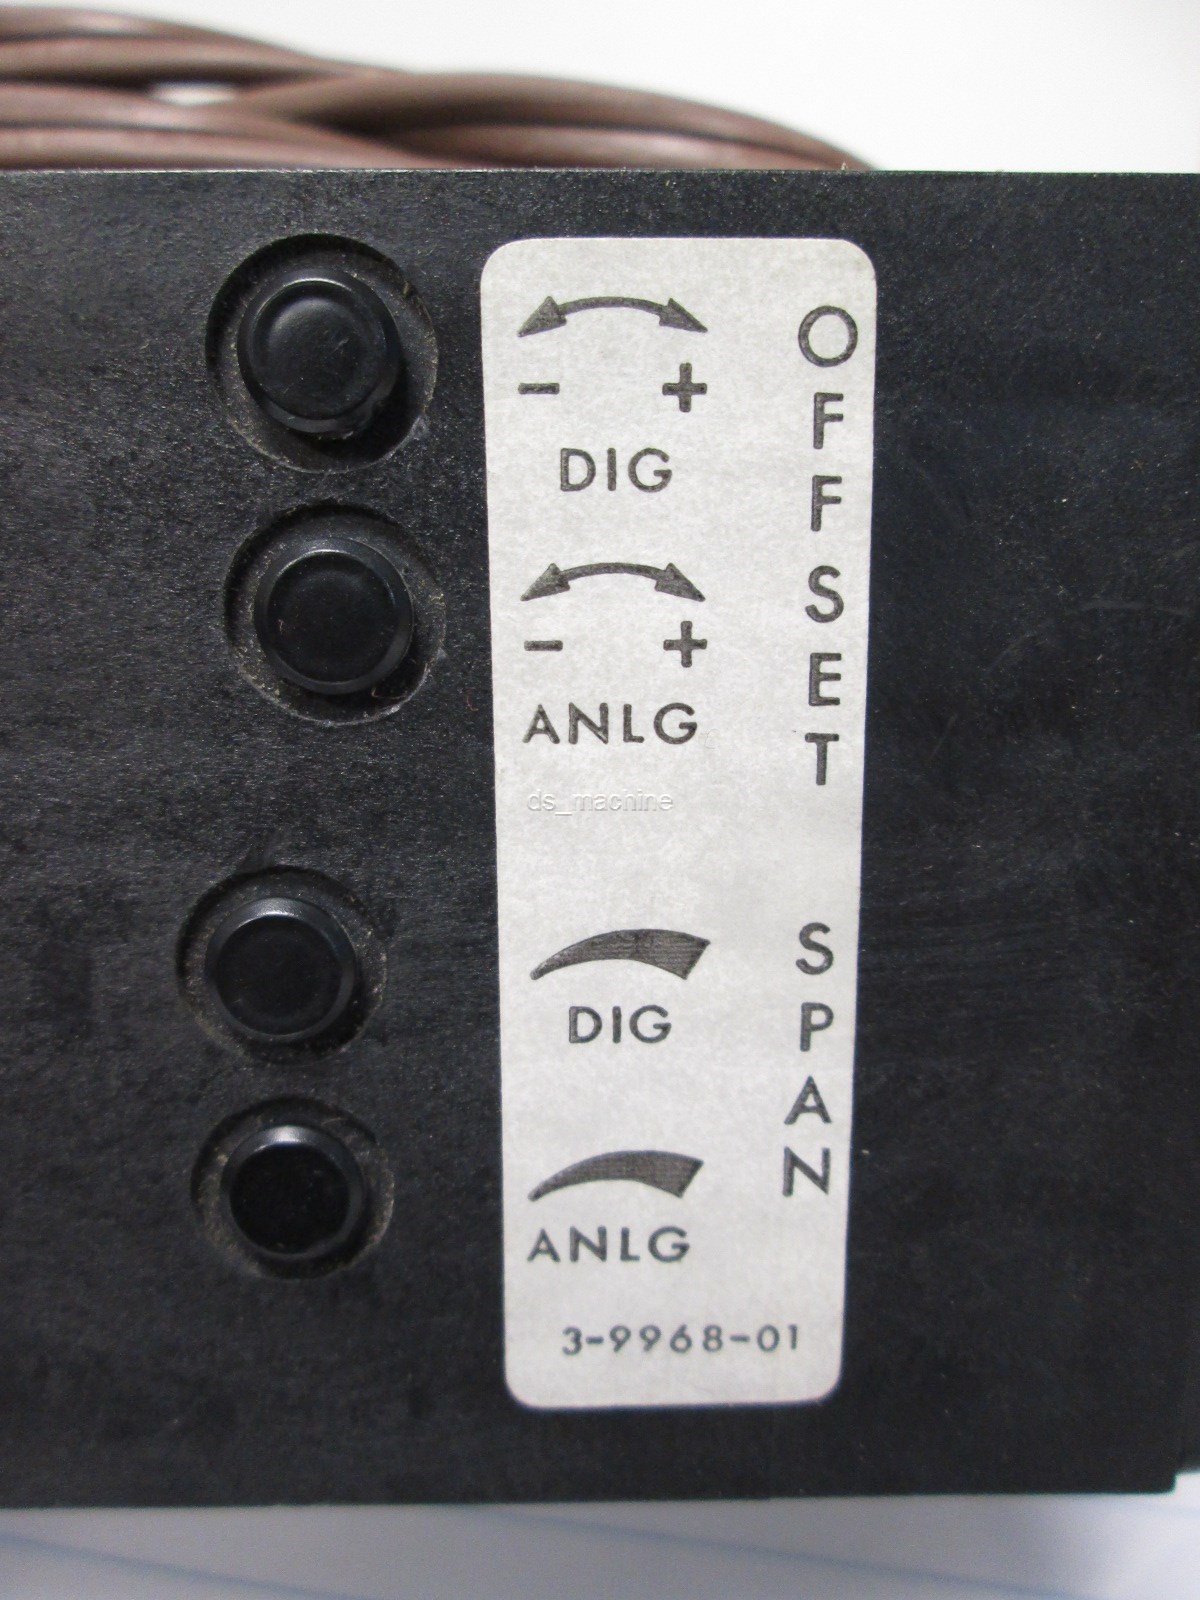 - +
DIG
- +
ANLG
OFFSET
ds_machine
DIG
ANLG
SPAN
3-9968-01